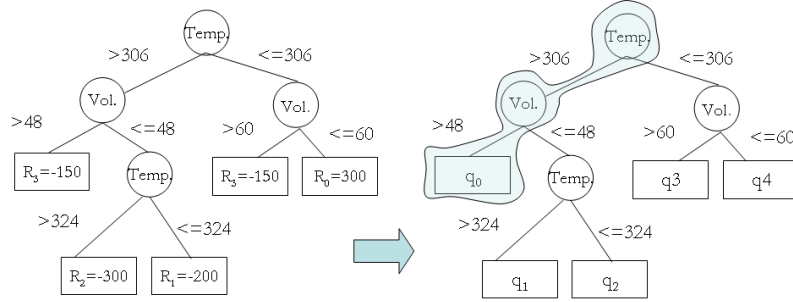 Temp.
>306
<=306
Vol.
Vol.
>48
<=48
>60
<=60
R3=-150
Temp.
R3=-150
R0=300
>324
<=324
R2=-300
R1=-200
Temp.
>306
<=306
Vol.
Vol.
>48
<=48
>60
<=60
q0
Temp.
q3
q4
>324
<=324
q1
q2